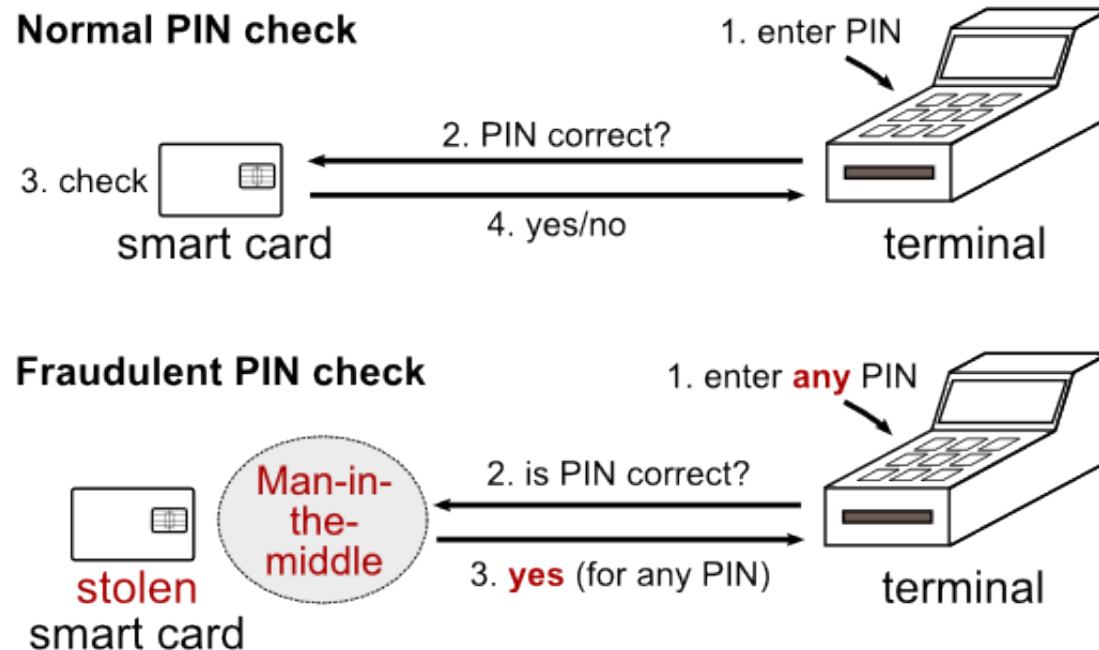 Normal PIN check
1. enter PIN
2. PIN correct?
3. check
4. yes/no
smart card
terminal
Fraudulent PIN check
1. enter any PIN
2. is PIN correct?
Man-in-
the-
middle
3. yes (for any PIN)
stolen
smart card
terminal